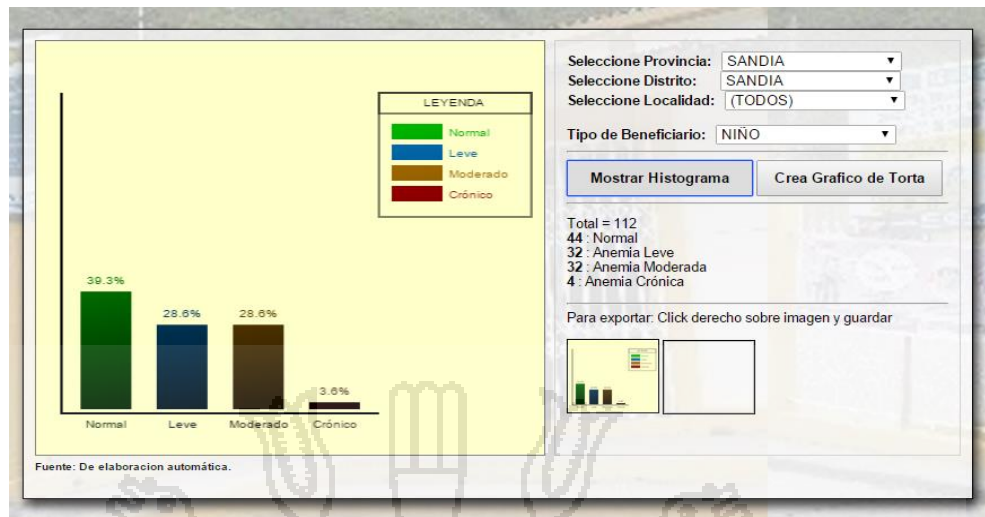 LEYENDA
Normal
Leve
Moderado
Crónico
39.3%
28.6%
28.6%
3.6%
Normal
Leve
Moderado
Crónico
Fuente: De elaboracion automática.
Seleccione Provincia: SANDIA
Seleccione Distrito: SANDIA
Seleccione Localidad: (TODOS)
Tipo de Beneficiario: NIÑO
Mostrar Histograma
Crea Grafico de Torta
Total = 112
44 : Normal
32 : Anemia Leve
32 : Anemia Moderada
4 : Anemia Crónica
Para exportar: Click derecho sobre imagen y guardar